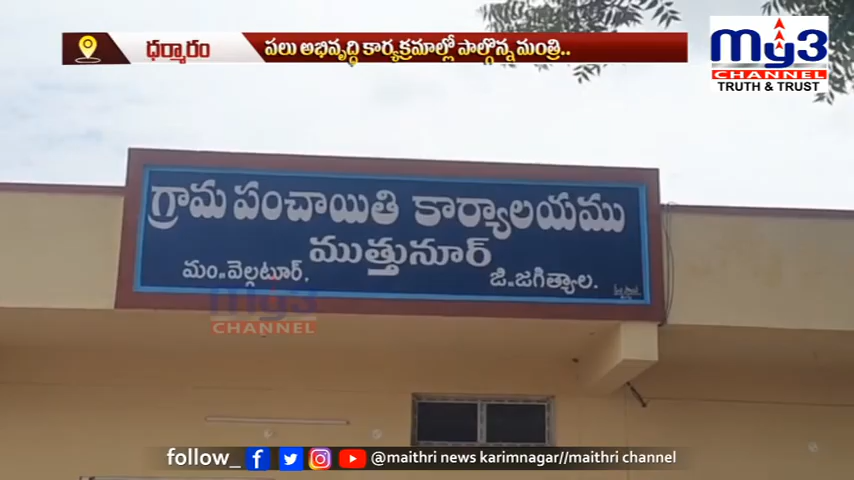 ధర్మారం
పలు అభివృద్ధి కార్యక్రమాల్లో పాల్గొన్న మంత్రి..
my3
CHANNEL
TRUTH & TRUST
గ్రామ పంచాయితి కార్యాలయము
ముత్తునూర్
మం॥వెల్గటూర్.
జి॥జగిత్యాల.
my3
CHANNEL
follow_
@maithri news karimnagar//maithri channel